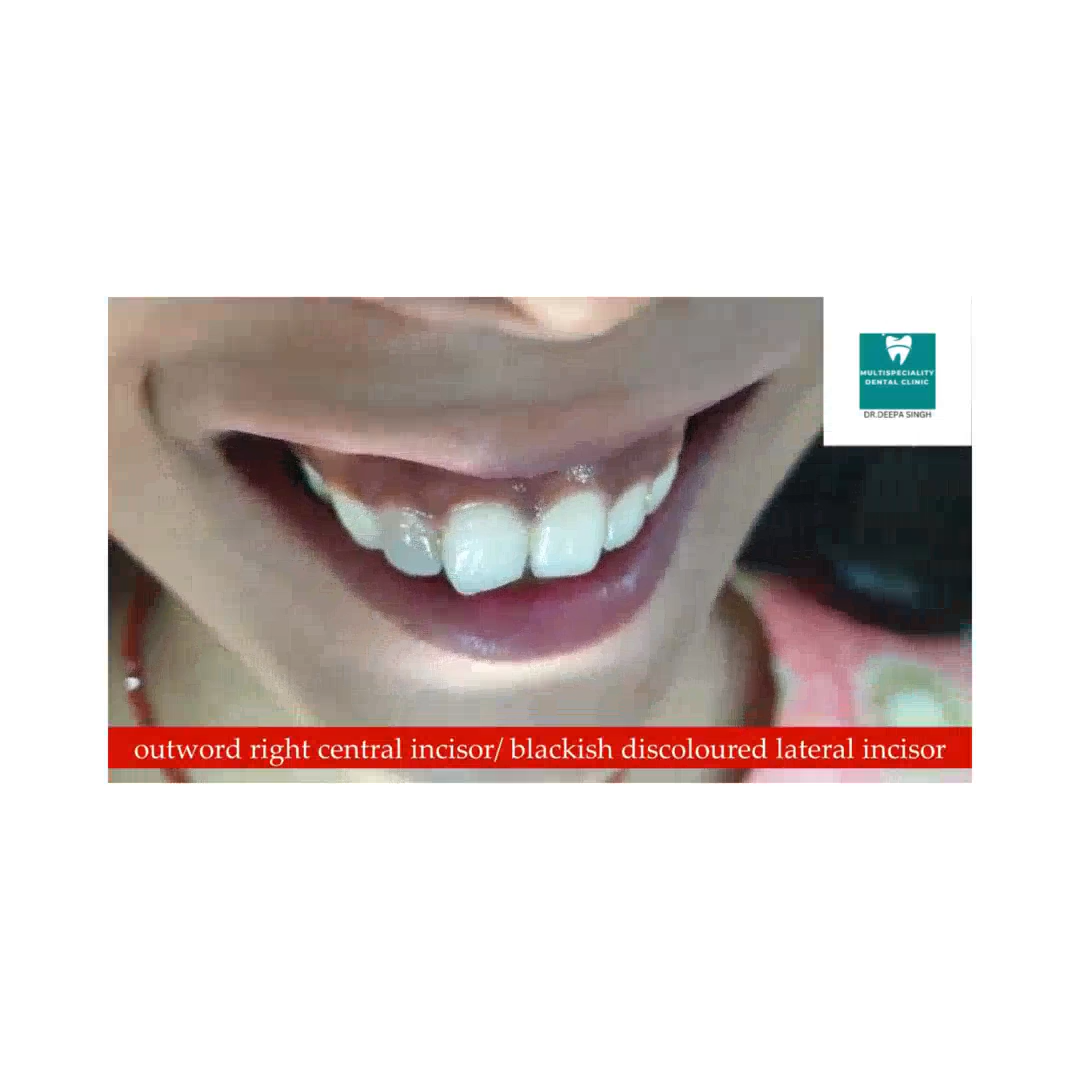 MULTISPECIALITY
DENTAL CLINIC
DR.DEEPA SINGH
outword right central incisor/ blackish discoloured lateral incisor